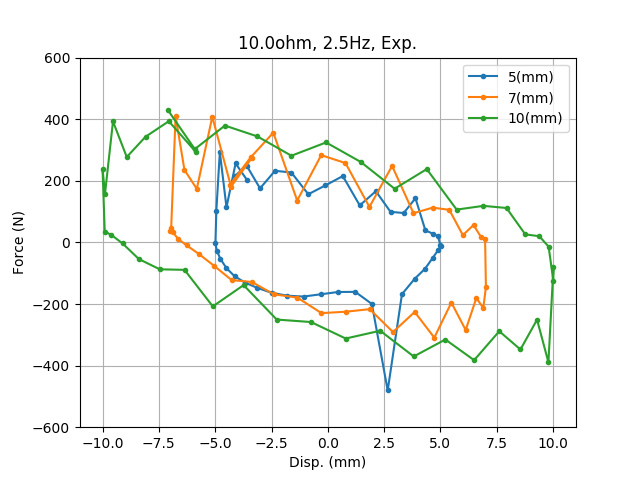 10.0ohm, 2.5Hz, Exp.
5(mm)
7(mm)
10(mm)
Force (N)
600
400
200
0
−200
−400
−600
−10.0 −7.5 −5.0 −2.5 0.0 2.5 5.0 7.5 10.0
Disp. (mm)